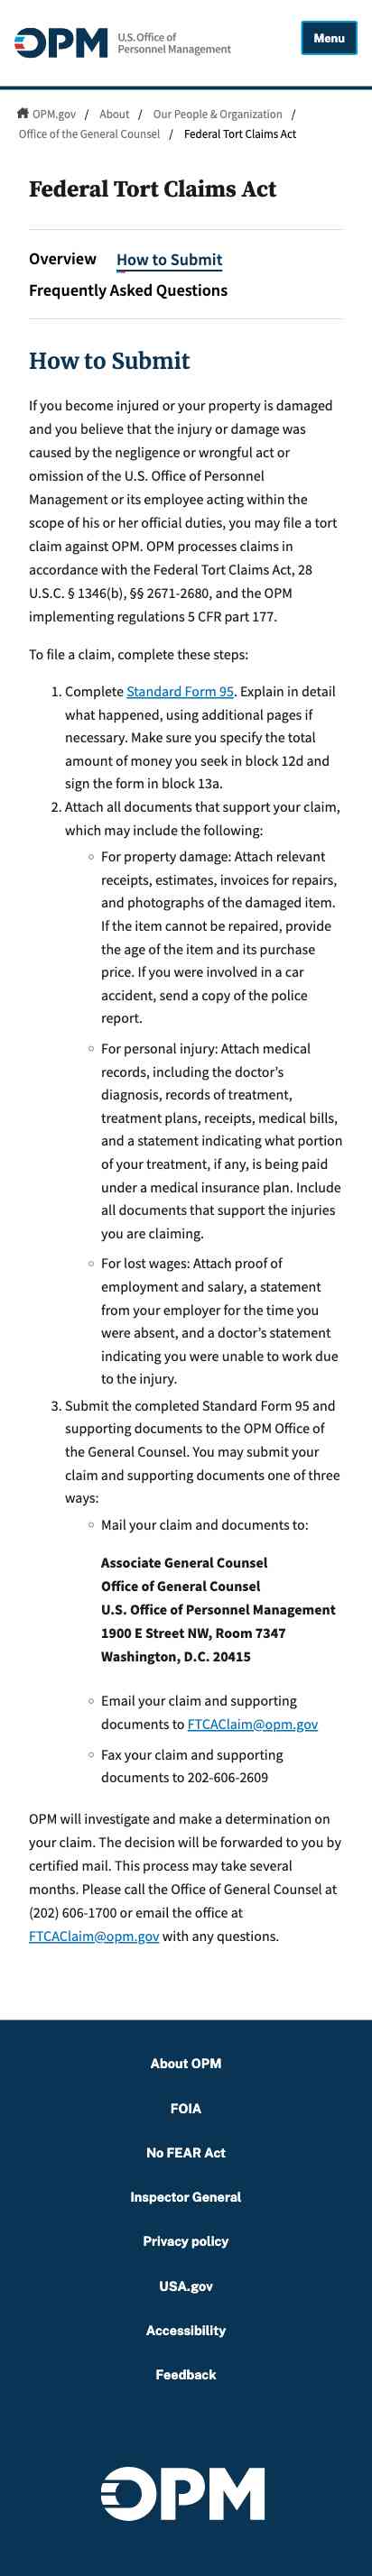 OPM U.S. Office of
Personnel Management
Menu
OPM.gov / About / Our People & Organization /
Office of the General Counsel / Federal Tort Claims Act
Federal Tort Claims Act
Overview How to Submit
Frequently Asked Questions
How to Submit
If you become injured or your property is damaged
and you believe that the injury or damage was
caused by the negligence or wrongful act or
omission of the U.S. Office of Personnel
Management or its employee acting within the
scope of his or her official duties, you may file a tort
claim against OPM. OPM processes claims in
accordance with the Federal Tort Claims Act, 28
U.S.C. § 1346(b), §§ 2671-2680, and the OPM
implementing regulations 5 CFR part 177.
To file a claim, complete these steps:
1. Complete Standard Form 95. Explain in detail
what happened, using additional pages if
necessary. Make sure you specify the total
amount of money you seek in block 12d and
sign the form in block 13a.
2. Attach all documents that support your claim,
which may include the following:
◦ For property damage: Attach relevant
receipts, estimates, invoices for repairs,
and photographs of the damaged item.
If the item cannot be repaired, provide
the age of the item and its purchase
price. If you were involved in a car
accident, send a copy of the police
report.
◦ For personal injury: Attach medical
records, including the doctor’s
diagnosis, records of treatment,
treatment plans, receipts, medical bills,
and a statement indicating what portion
of your treatment, if any, is being paid
under a medical insurance plan. Include
all documents that support the injuries
you are claiming.
◦ For lost wages: Attach proof of
employment and salary, a statement
from your employer for the time you
were absent, and a doctor’s statement
indicating you were unable to work due
to the injury.
3. Submit the completed Standard Form 95 and
supporting documents to the OPM Office of
the General Counsel. You may submit your
claim and supporting documents one of three
ways:
◦ Mail your claim and documents to:
Associate General Counsel
Office of General Counsel
U.S. Office of Personnel Management
1900 E Street NW, Room 7347
Washington, D.C. 20415
◦ Email your claim and supporting
documents to FTCAClaim@opm.gov
◦ Fax your claim and supporting
documents to 202-606-2609
OPM will investigate and make a determination on
your claim. The decision will be forwarded to you by
certified mail. This process may take several
months. Please call the Office of General Counsel at
(202) 606-1700 or email the office at
FTCAClaim@opm.gov with any questions.
About OPM
FOIA
No FEAR Act
Inspector General
Privacy policy
USA.gov
Accessibility
Feedback
OPM